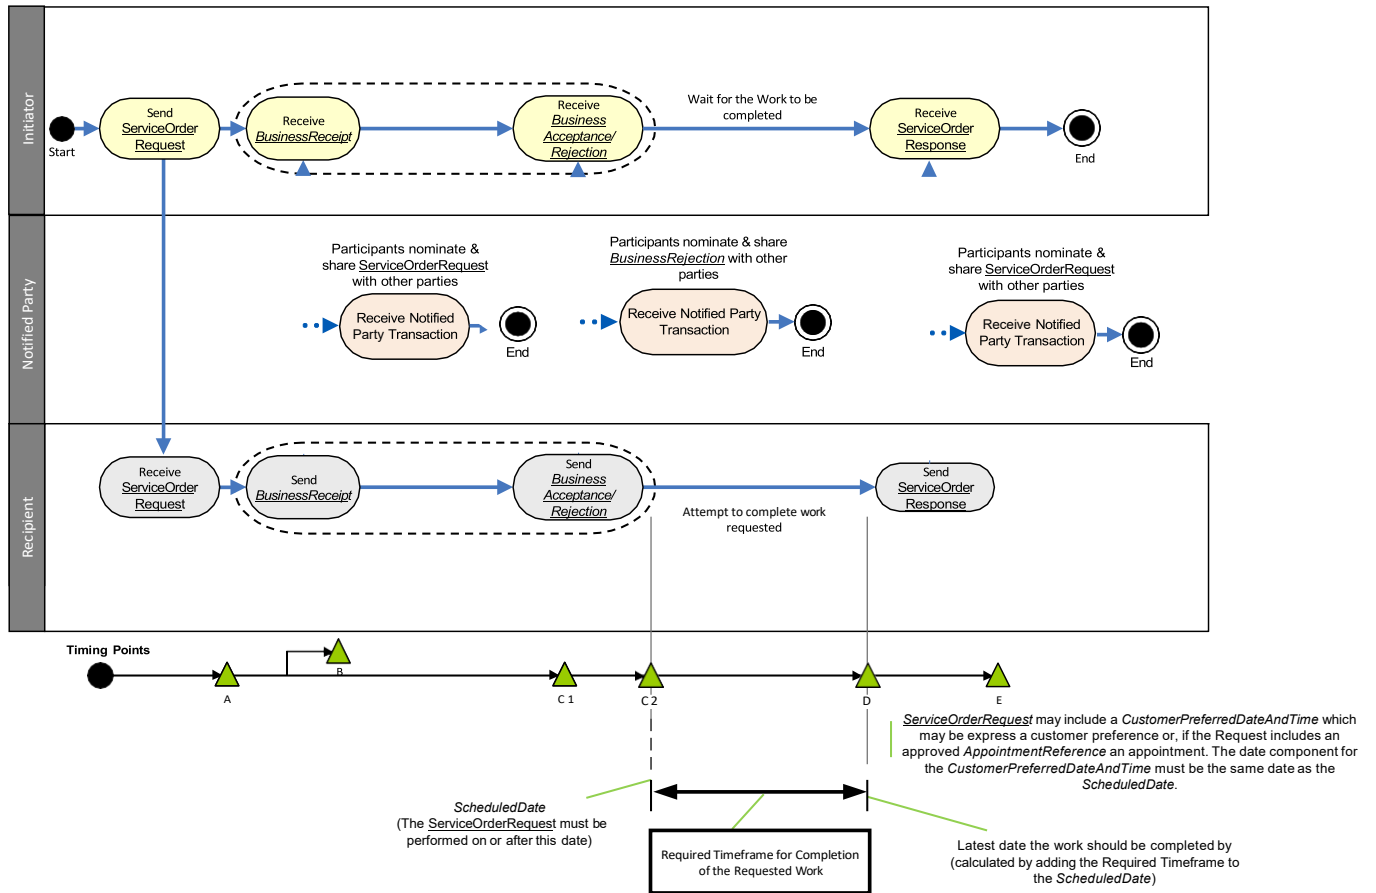 Initiator
Start
Send
ServiceOrder
Request
Receive
BusinessReceipt
Receive
Business
Acceptance/
Rejection
Wait for the Work to be
completed
Receive
ServiceOrder
Response
End
Notified Party
Participants nominate &
share ServiceOrderRequest
with other parties
Receive Notified
Party Transaction
End
Participants nominate & share
BusinessRejection with other
parties
Receive Notified Party
Transaction
End
Participants nominate &
share ServiceOrderRequest
with other parties
Receive Notified
Party Transaction
End
Recipient
Receive
ServiceOrder
Request
Send
BusinessReceipt
Send
Business
Acceptance/
Rejection
Attempt to complete work
requested
Send
ServiceOrder
Response
Timing Points
A
B
C 1
C 2
D
E
ServiceOrderRequest may include a CustomerPreferredDateAndTime which
may be express a customer preference or, if the Request includes an
approved AppointmentReference an appointment. The date component for
the CustomerPreferredDateAndTime must be the same date as the
ScheduledDate.
ScheduledDate
(The ServiceOrderRequest must be
performed on or after this date)
Required Timeframe for Completion
of the Requested Work
Latest date the work should be completed by
(calculated by adding the Required Timeframe to
the ScheduledDate)